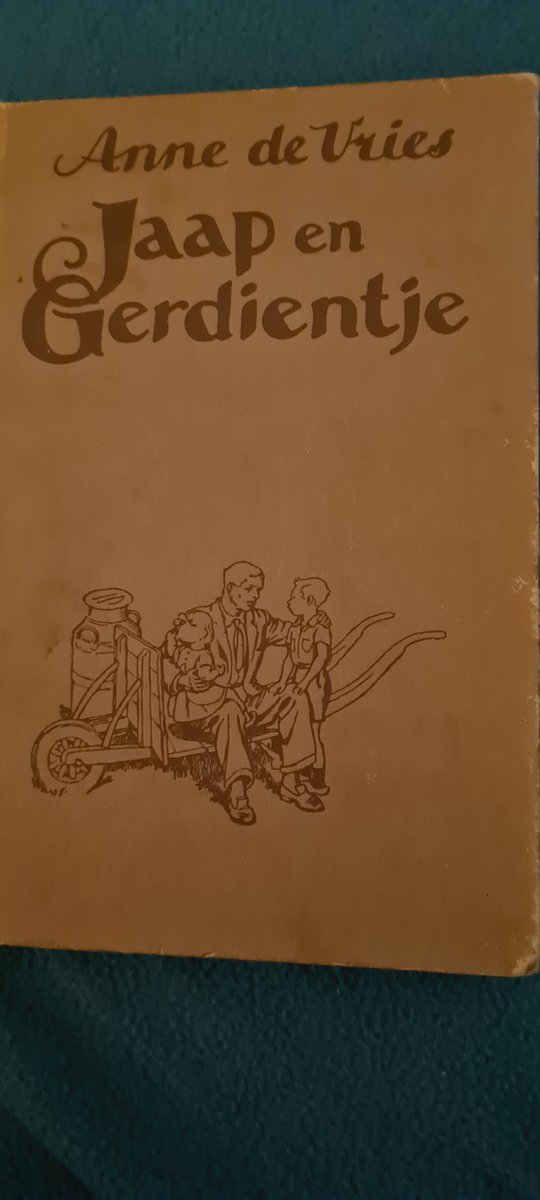 Anne de Vries
Jaap en
Gerdientje